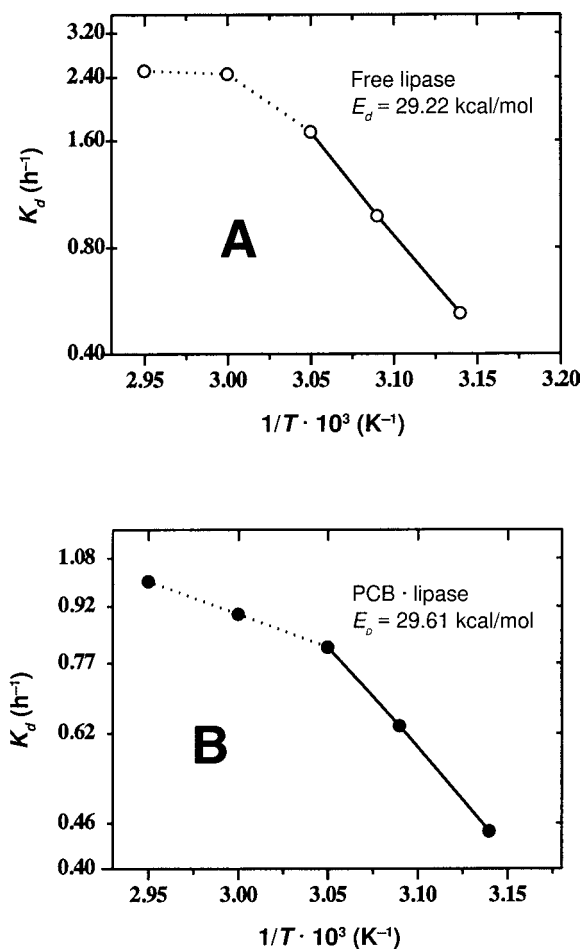 3.20
2.40
1.60
0.80
0.40
K_d (h⁻¹)
Free lipase
E_d = 29.22 kcal/mol
A
2.95 3.00 3.05 3.10 3.15 3.20
1/T · 10³ (K⁻¹)
1.08
0.92
0.77
0.62
0.46
0.40
K_d (h⁻¹)
PCB · lipase
E_D = 29.61 kcal/mol
B
2.95 3.00 3.05 3.10 3.15
1/T · 10³ (K⁻¹)